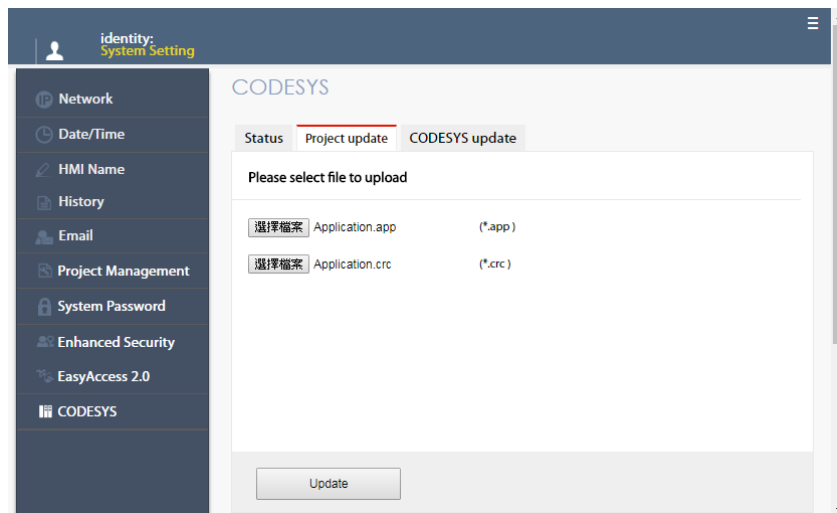 identity:
System Setting
Network
Date/Time
HMI Name
History
Email
Project Management
System Password
Enhanced Security
EasyAccess 2.0
CODESYS
CODESYS
Status Project update CODESYS update
Please select file to upload
選擇檔案 Application.app (*.app )
選擇檔案 Application.crc (*.crc )
Update